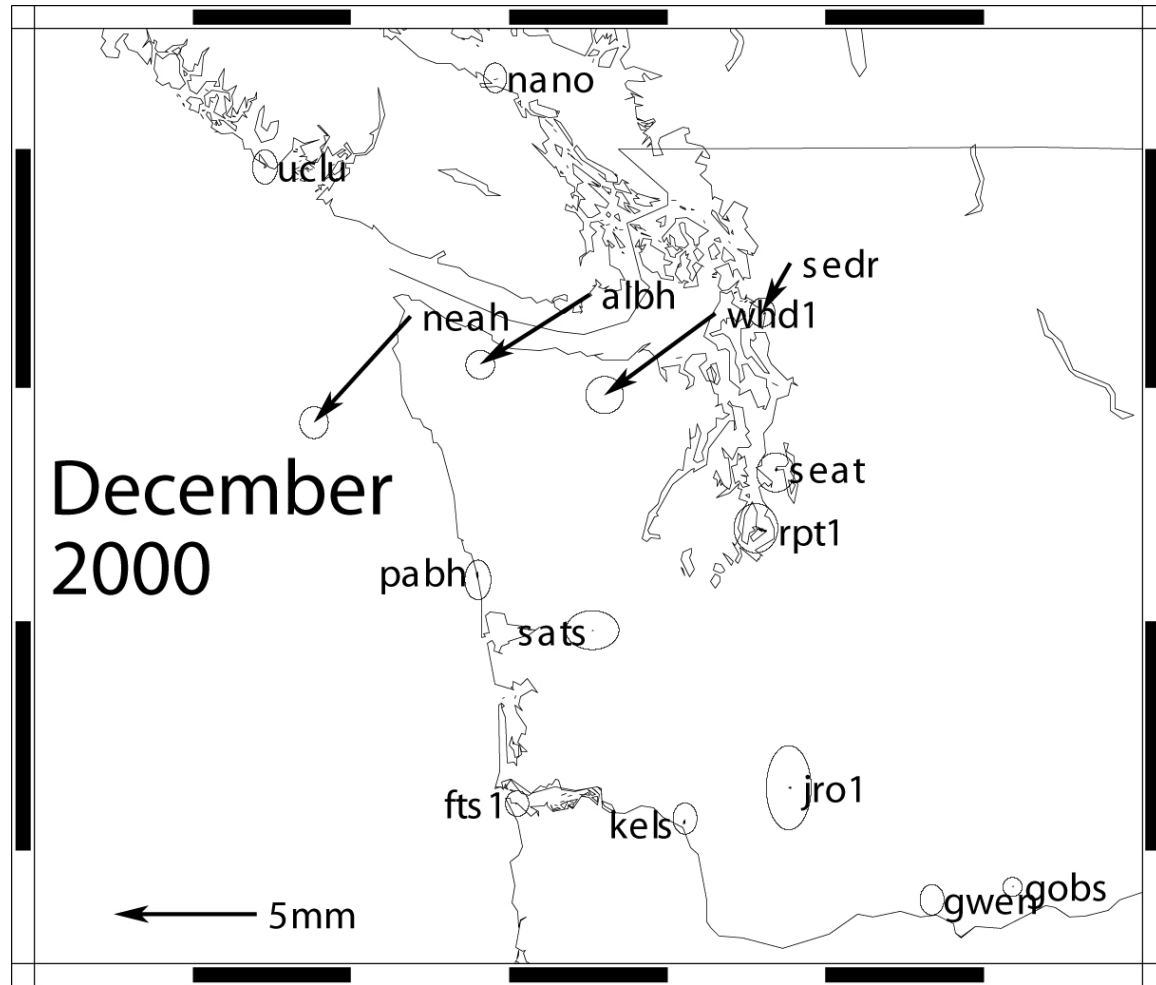 nano
uclu
sedr
albh
neah
whd1
December
2000
seat
rpt1
pabh
sats
jro1
fts1
kels
gobs
gwen
5mm